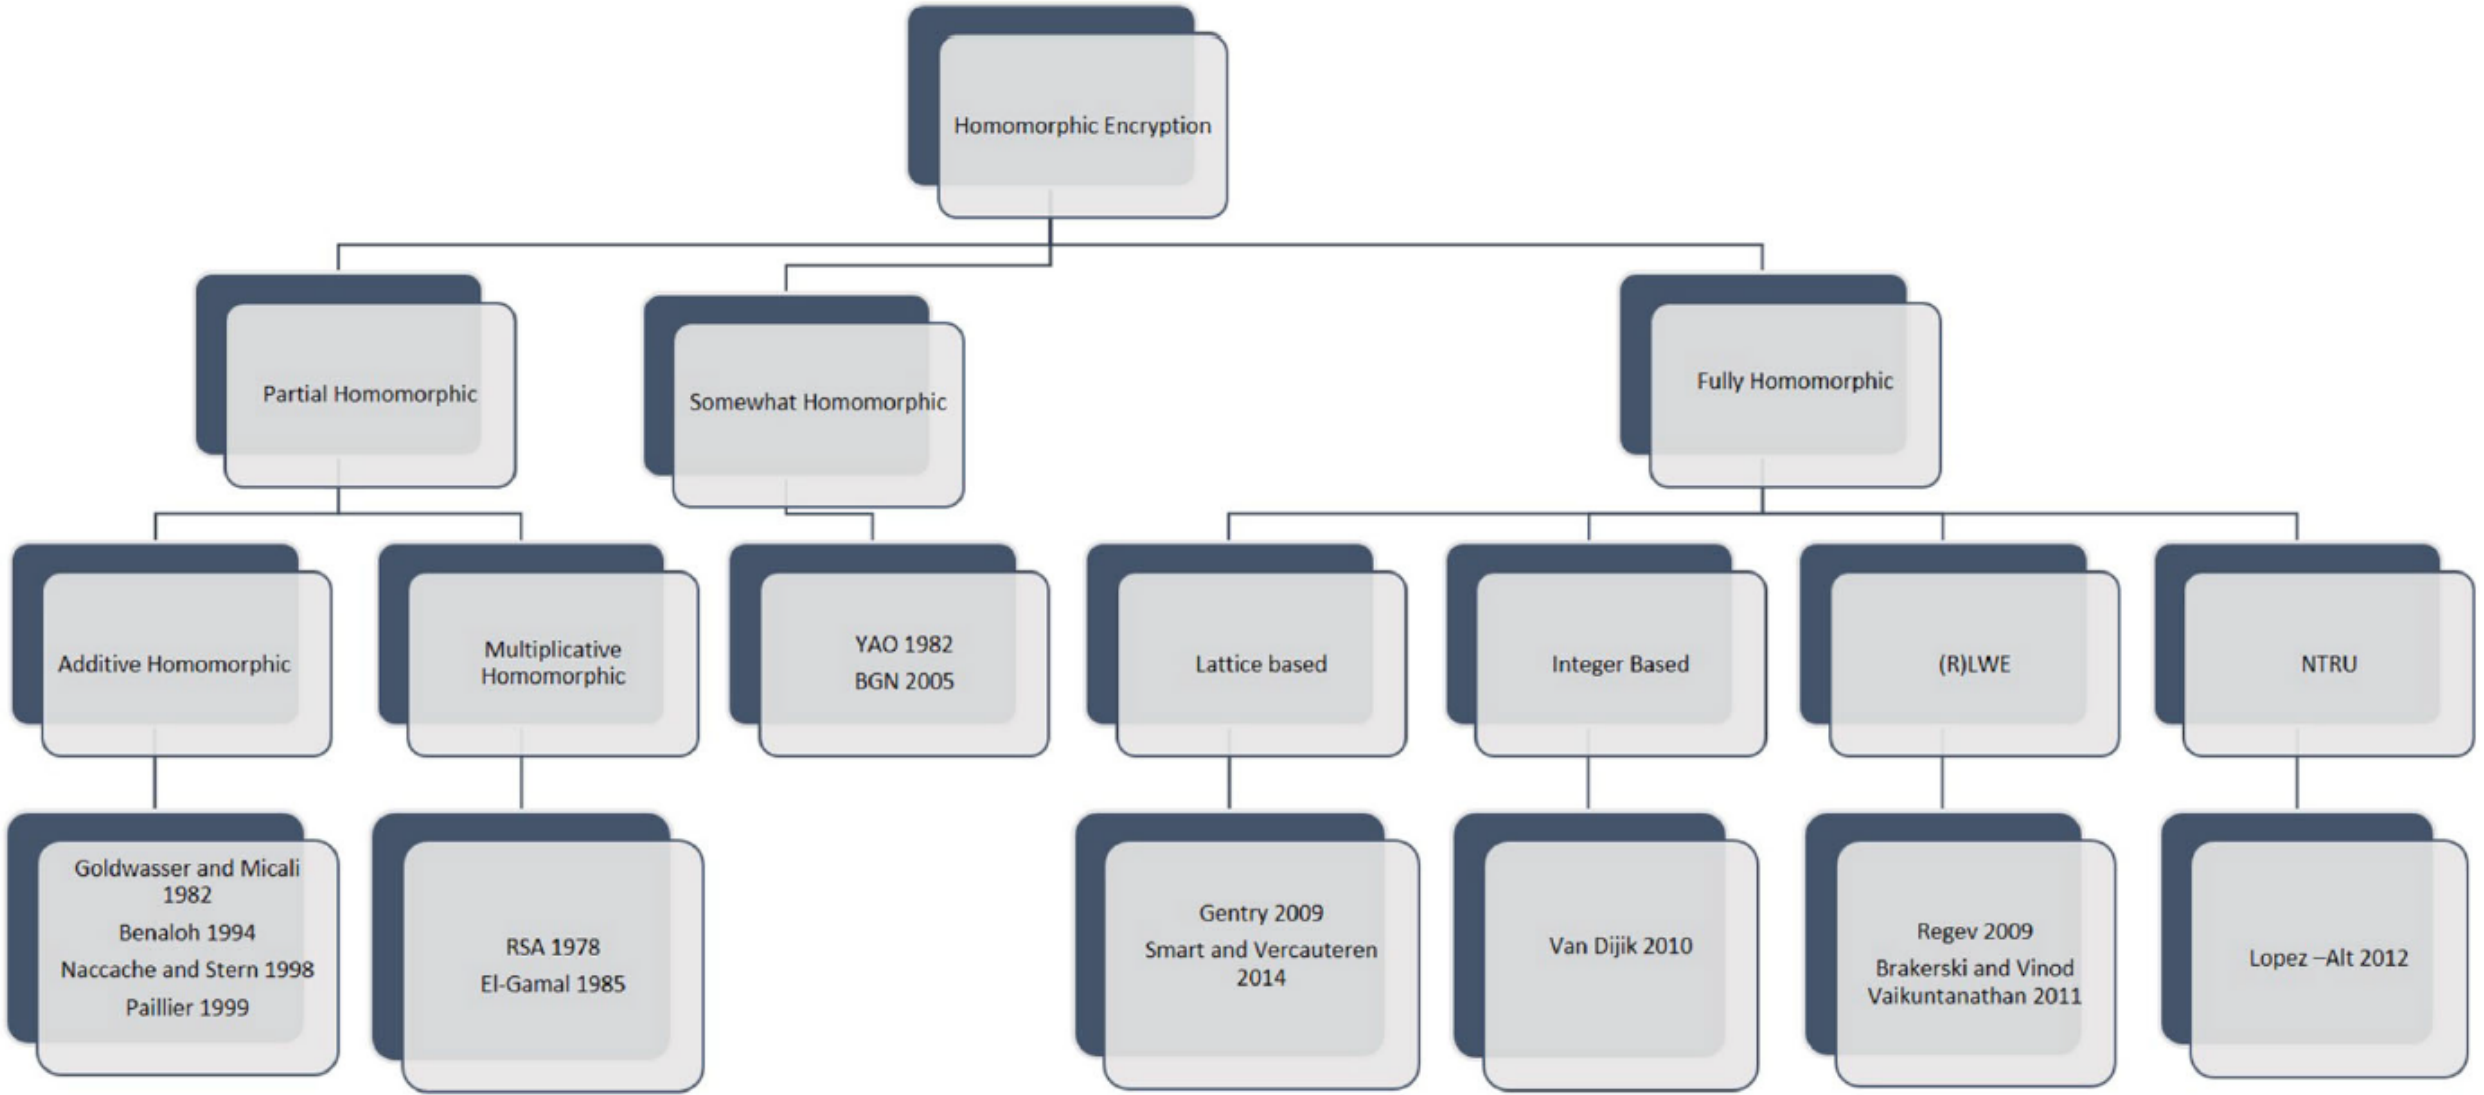 Homomorphic Encryption
Partial Homomorphic
Somewhat Homomorphic
Fully Homomorphic
Additive Homomorphic
Multiplicative
Homomorphic
YAO 1982
BGN 2005
Lattice based
Integer Based
(R)LWE
NTRU
Goldwasser and Micali
1982
Benaloh 1994
Naccache and Stern 1998
Paillier 1999
RSA 1978
El-Gamal 1985
Gentry 2009
Smart and Vercauteren
2014
Van Dijik 2010
Regev 2009
Brakerski and Vinod
Vaikuntanathan 2011
Lopez –Alt 2012